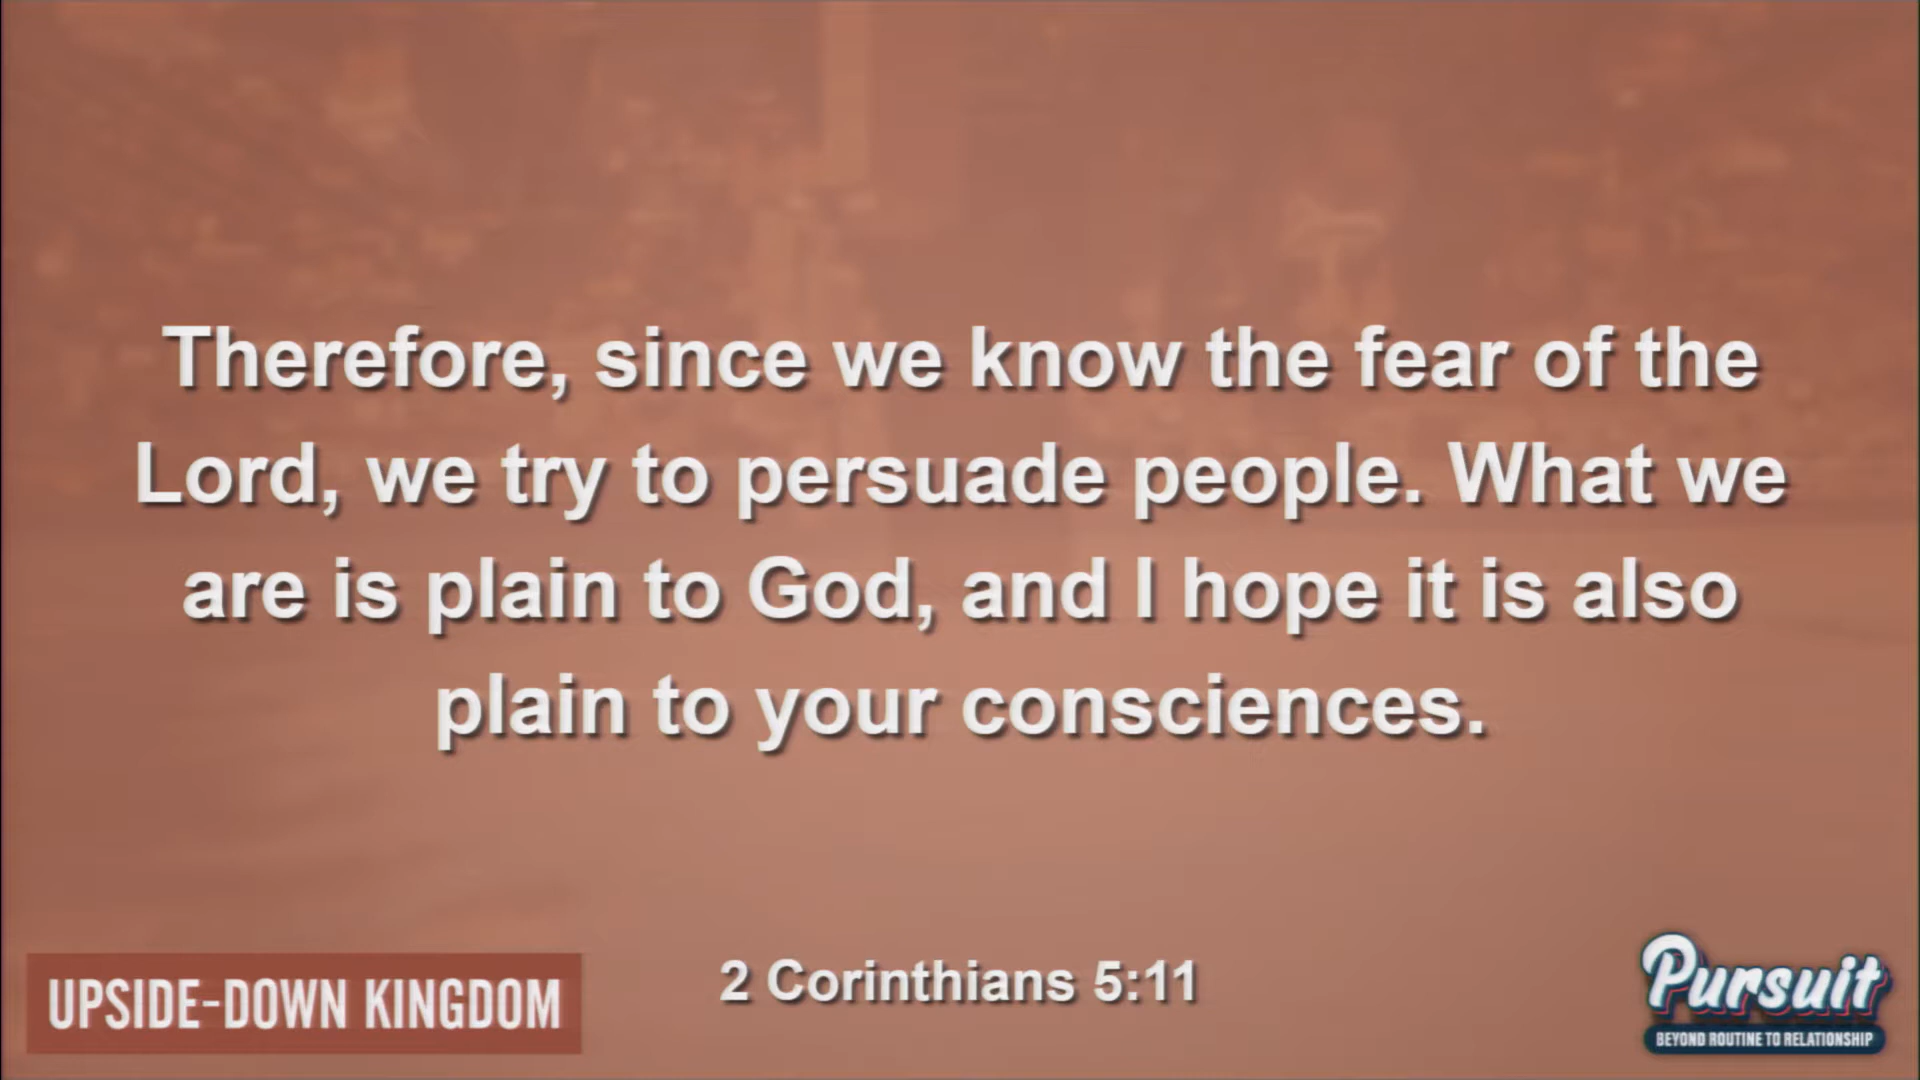 Therefore, since we know the fear of the
Lord, we try to persuade people. What we
are is plain to God, and I hope it is also
plain to your consciences.
UPSIDE-DOWN KINGDOM
2 Corinthians 5:11
Pursuit
BEYOND ROUTINE TO RELATIONSHIP